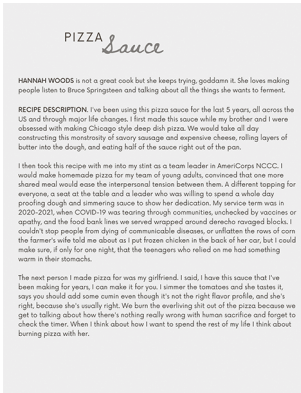 PIZZA
Sauce
HANNAH WOODS is not a great cook but she keeps trying, goddamn it. She loves making
people listen to Bruce Springsteen and talking about all the things she wants to ferment.
RECIPE DESCRIPTION. I've been using this pizza sauce for the last 5 years, all across the
US and through major life changes. I first made this sauce while my brother and I were
obsessed with making Chicago style deep dish pizza. We would take all day
constructing this monstrosity of savory sausage and expensive cheese, rolling layers of
butter into the dough, and eating half of the sauce right out of the pan.
I then took this recipe with me into my stint as a team leader in AmeriCorps NCCC. I
would make homemade pizza for my team of young adults, convinced that one more
shared meal would ease the interpersonal tension between them. A different topping for
everyone, a seat at the table and a leader who was willing to spend a whole day
proofing dough and simmering sauce to show her dedication. My service term was in
2020-2021, when COVID-19 was tearing through communities, unchecked by vaccines or
apathy, and the food bank lines we served wrapped around derecho ravaged blocks. I
couldn't stop people from dying of communicable diseases, or unflatten the rows of corn
the farmer's wife told me about as I put frozen chicken in the back of her car, but I could
make sure, if only for one night, that the teenagers who relied on me had something
warm in their stomachs.
The next person I made pizza for was my girlfriend. I said, I have this sauce that I've
been making for years, I can make it for you. I simmer the tomatoes and she tastes it,
says you should add some cumin even though it's not the right flavor profile, and she's
right, because she's usually right. We burn the everliving shit out of the pizza because we
get to talking about how there's nothing really wrong with human sacrifice and forget to
check the timer. When I think about how I want to spend the rest of my life I think about
burning pizza with her.